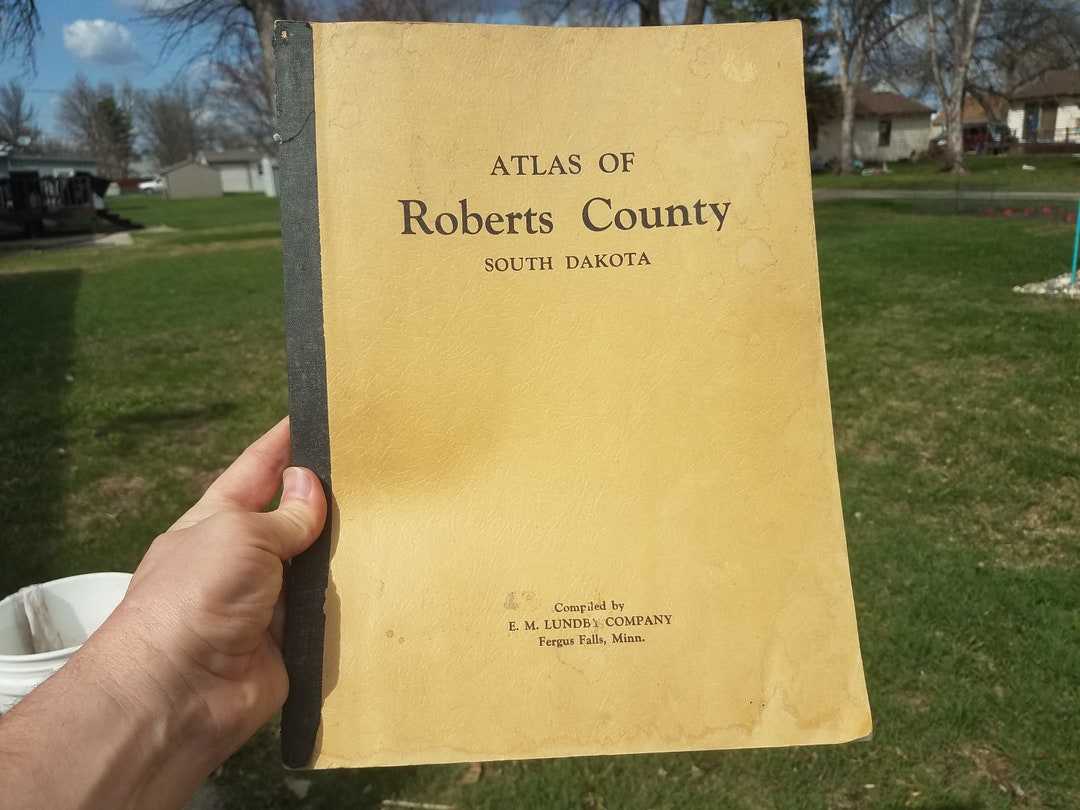 ATLAS OF
Roberts County
SOUTH DAKOTA
Compiled by
E. M. LUNDBY COMPANY
Fergus Falls, Minn.